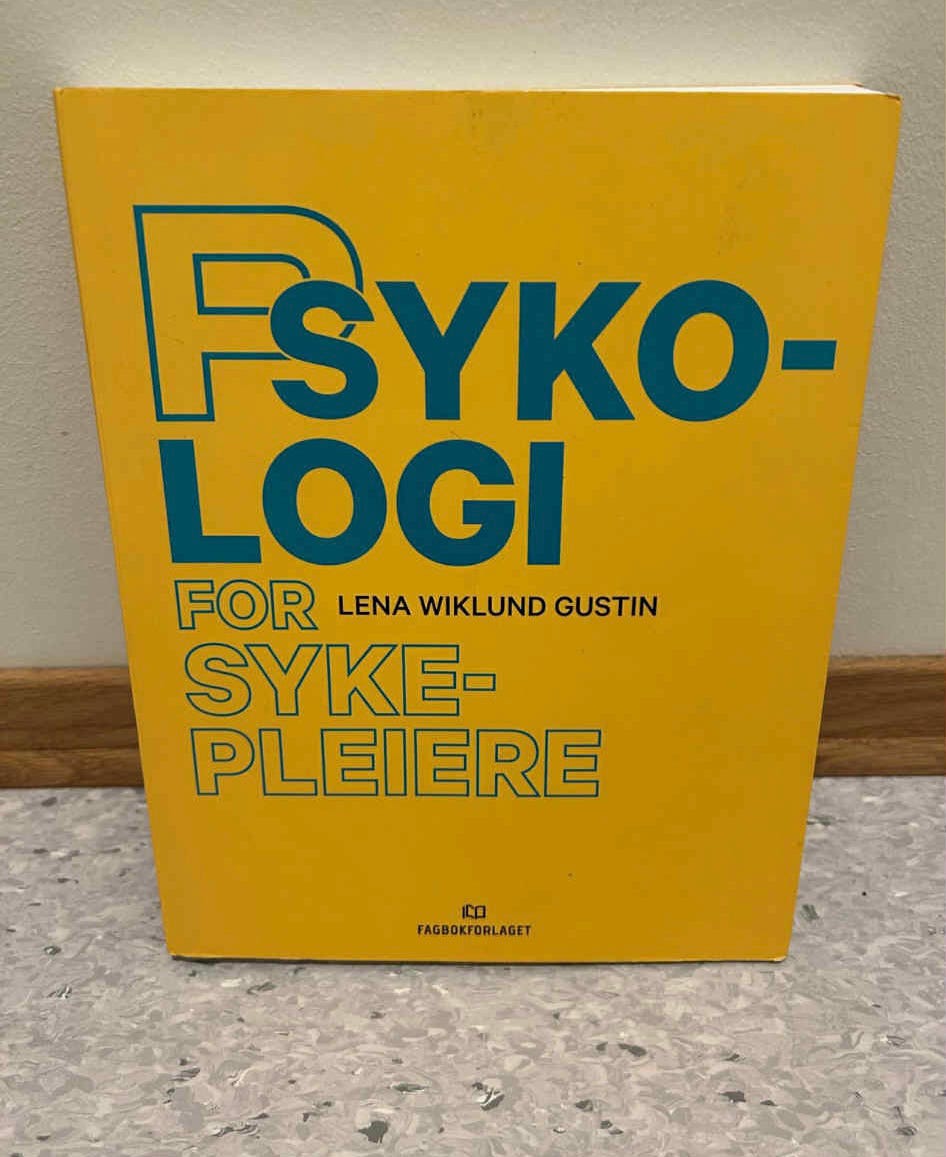 PSYKO-
LOGI
FOR
LENA WIKLUND GUSTIN
SYKE-
PLEIERE
FAGBOKFORLAGET